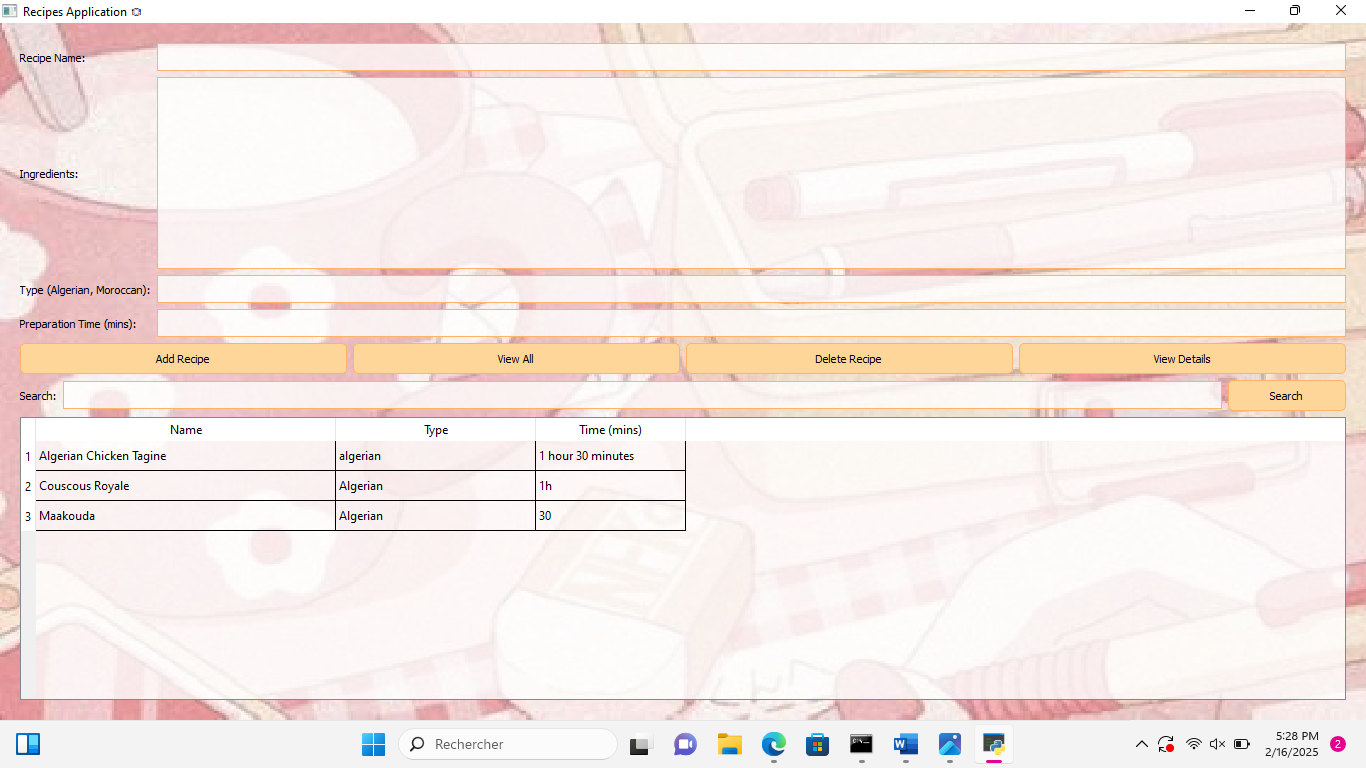 Recipes Application
Recipe Name:
Ingredients:
Type (Algerian, Moroccan):
Preparation Time (mins):
Add Recipe View All Delete Recipe View Details
Search: Search
Name Type Time (mins)
1 Algerian Chicken Tagine algerian 1 hour 30 minutes
2 Couscous Royale Algerian 1h
3 Maakouda Algerian 30
Rechercher
5:28 PM
2/16/2025
2